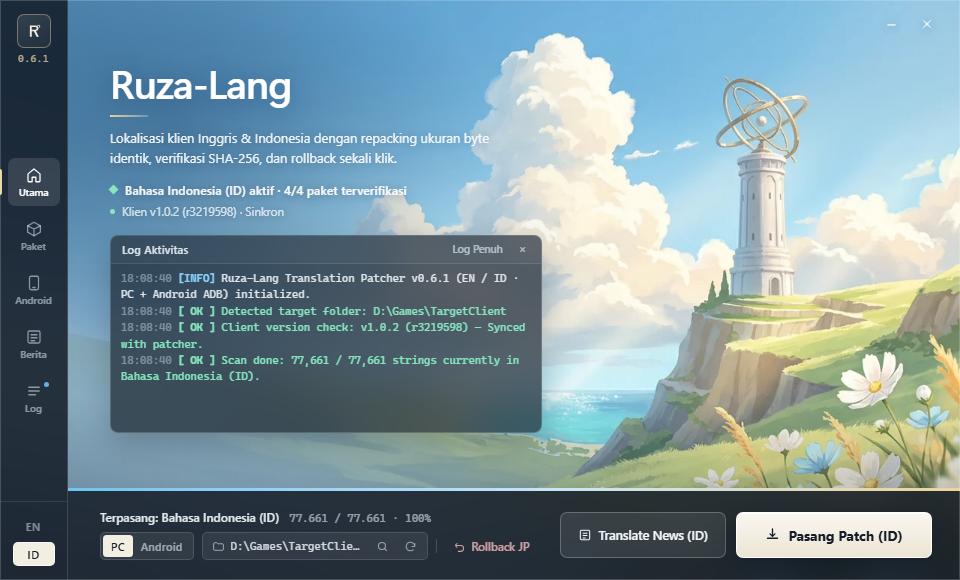 R
0.6.1
Utama
Paket
Android
Berita
Log
EN
ID
Ruza-Lang
Lokalisasi klien Inggris & Indonesia dengan repacking ukuran byte
identik, verifikasi SHA-256, dan rollback sekali klik.
Bahasa Indonesia (ID) aktif · 4/4 paket terverifikasi
Klien v1.0.2 (r3219598) · Sinkron
Log Aktivitas Log Penuh ×
18:08:40 [INFO] Ruza-Lang Translation Patcher v0.6.1 (EN / ID ·
PC + Android ADB) initialized.
18:08:40 [ OK ] Detected target folder: D:\Games\TargetClient
18:08:40 [ OK ] Client version check: v1.0.2 (r3219598) — Synced
with patcher.
18:08:40 [ OK ] Scan done: 77,661 / 77,661 strings currently in
Bahasa Indonesia (ID).
Terpasang: Bahasa Indonesia (ID) 77.661 / 77.661 · 100%
PC Android D:\Games\TargetClie… Rollback JP
Translate News (ID)
Pasang Patch (ID)